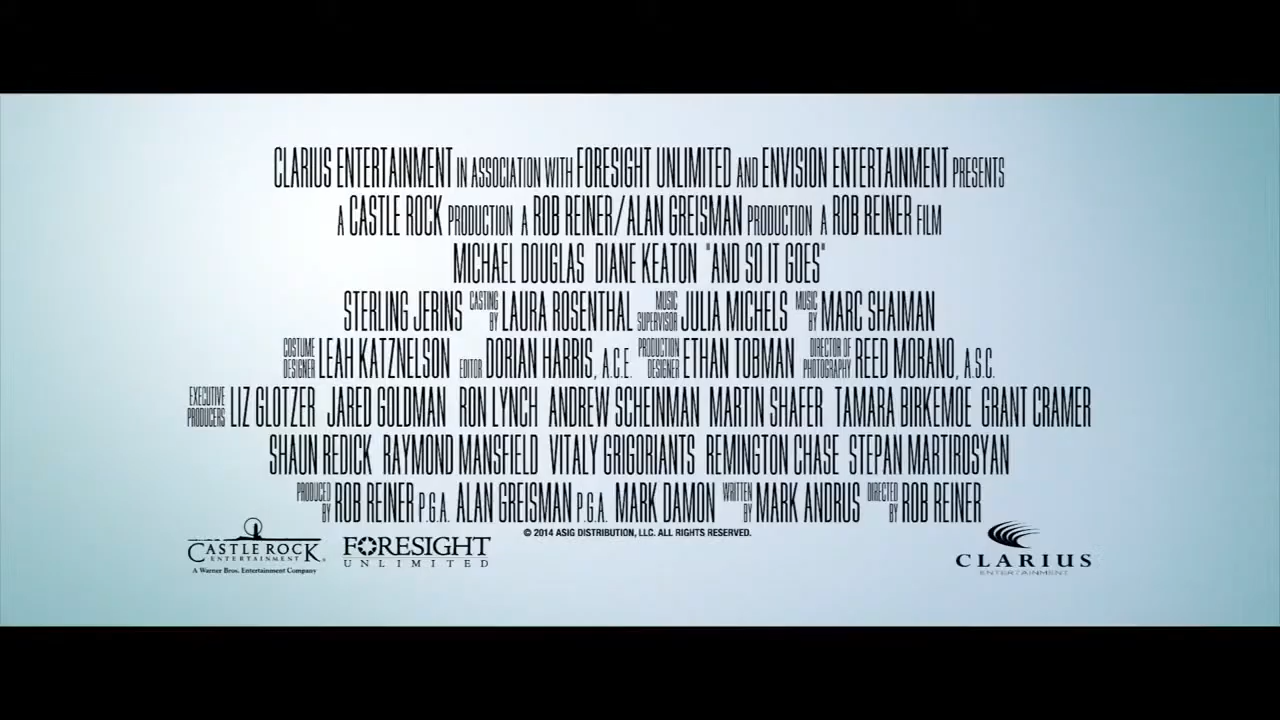 CLARIUS ENTERTAINMENT IN ASSOCIATION WITH FORESIGHT UNLIMITED AND ENVISION ENTERTAINMENT PRESENTS
A CASTLE ROCK PRODUCTION A ROB REINER/ALAN GREISMAN PRODUCTION A ROB REINER FILM
MICHAEL DOUGLAS DIANE KEATON "AND SO IT GOES"
STERLING JERINS CASTING BY LAURA ROSENTHAL MUSIC SUPERVISOR JULIA MICHELS MUSIC BY MARC SHAIMAN
COSTUME DESIGNER LEAH KATZNELSON EDITOR DORIAN HARRIS, A.C.E. PRODUCTION DESIGNER ETHAN TOBMAN DIRECTOR OF PHOTOGRAPHY REED MORANO, A.S.C.
EXECUTIVE PRODUCERS LIZ GLOTZER JARED GOLDMAN RON LYNCH ANDREW SCHEINMAN MARTIN SHAFER TAMARA BIRKEMOE GRANT CRAMER
SHAUN REDICK RAYMOND MANSFIELD VITALY GRIGORIANTS REMINGTON CHASE STEPAN MARTIROSYAN
PRODUCED BY ROB REINER P.G.A. ALAN GREISMAN P.G.A. MARK DAMON WRITTEN BY MARK ANDRUS DIRECTED BY ROB REINER
© 2014 ASIG DISTRIBUTION, LLC. ALL RIGHTS RESERVED.
CASTLE ROCK
ENTERTAINMENT®
A Warner Bros. Entertainment Company
FORESIGHT
UNLIMITED
CLARIUS
ENTERTAINMENT